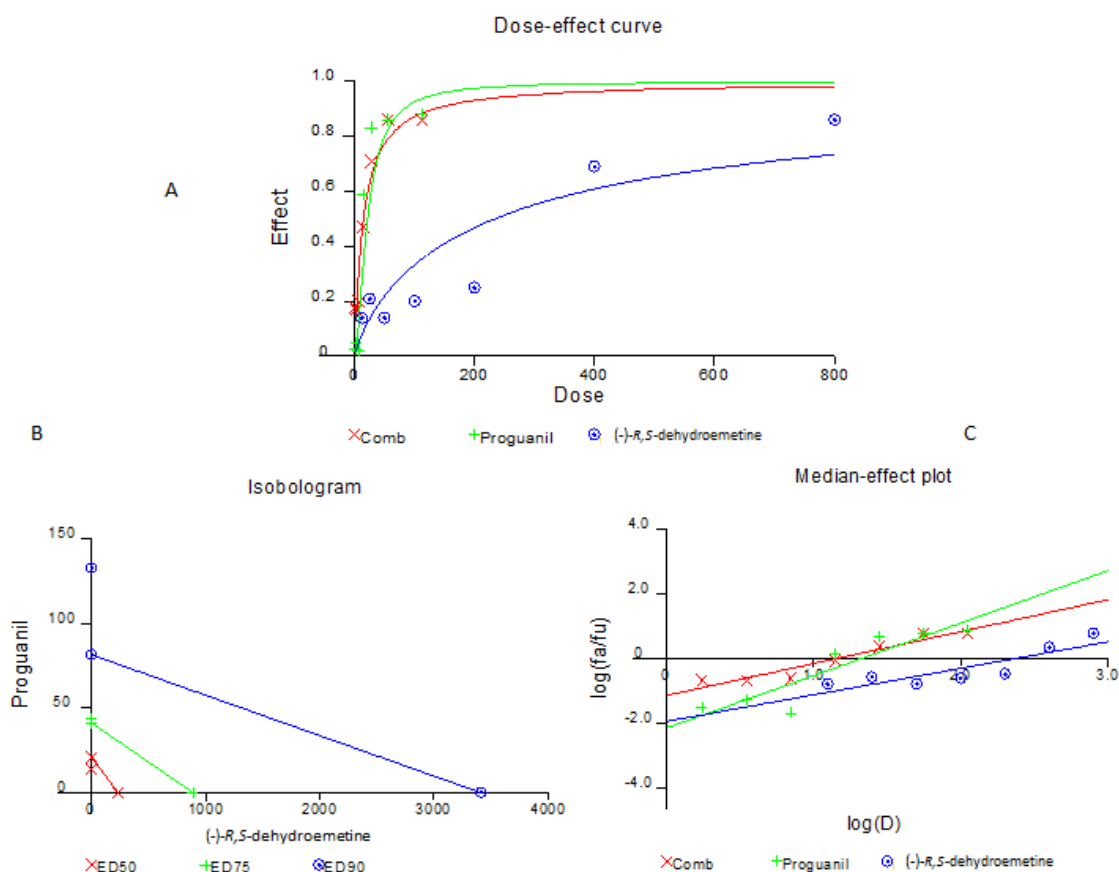 Dose-effect curve
A
Effect
1.0
0.8
0.6
0.4
0.2
0
0 200 400 600 800
Dose
Comb Proguanil (-)-R,S-dehydroemetine
B
C
Isobologram
Proguanil
150
100
50
0
0 1000 2000 3000 4000
(-)-R,S-dehydroemetine
ED50 ED75 ED90
Median-effect plot
log(fa/fu)
4.0
2.0
0
-2.0
-4.0
0 1.0 2.0 3.0
log(D)
Comb Proguanil (-)-R,S-dehydroemetine